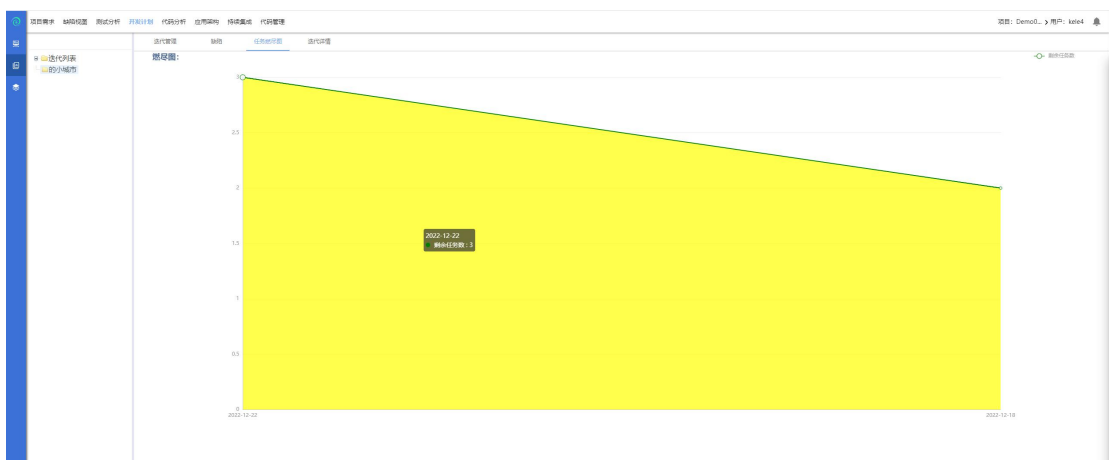 项目需求 缺陷视图 测试分析 开发计划 代码分析 应用架构 持续集成 代码管理
项目: Demo0... 用户: kele4
迭代管理 缺陷 任务燃尽图 迭代详情
迭代列表
的小城市
燃尽图:
剩余任务数
3
2.5
2
1.5
1
0.5
0
2022-12-22
剩余任务数 : 3
2022-12-22
2022-12-18